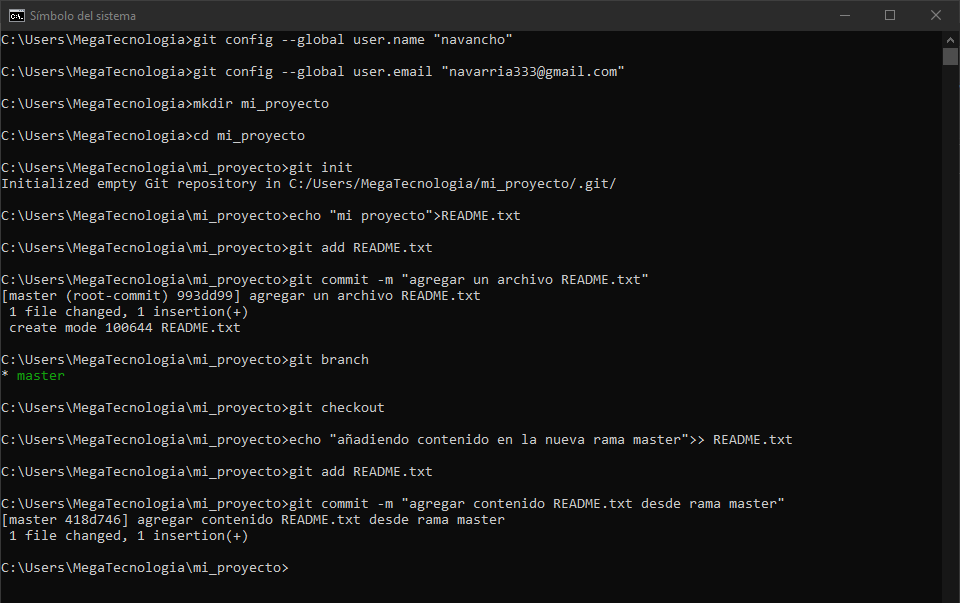 Símbolo del sistema
C:\Users\MegaTecnologia>git config --global user.name "navancho"
C:\Users\MegaTecnologia>git config --global user.email "navarria333@gmail.com"
C:\Users\MegaTecnologia>mkdir mi_proyecto
C:\Users\MegaTecnologia>cd mi_proyecto
C:\Users\MegaTecnologia\mi_proyecto>git init
Initialized empty Git repository in C:/Users/MegaTecnologia/mi_proyecto/.git/
C:\Users\MegaTecnologia\mi_proyecto>echo "mi proyecto">README.txt
C:\Users\MegaTecnologia\mi_proyecto>git add README.txt
C:\Users\MegaTecnologia\mi_proyecto>git commit -m "agregar un archivo README.txt"
[master (root-commit) 993dd99] agregar un archivo README.txt
 1 file changed, 1 insertion(+)
 create mode 100644 README.txt
C:\Users\MegaTecnologia\mi_proyecto>git branch
* master
C:\Users\MegaTecnologia\mi_proyecto>git checkout
C:\Users\MegaTecnologia\mi_proyecto>echo "añadiendo contenido en la nueva rama master">> README.txt
C:\Users\MegaTecnologia\mi_proyecto>git add README.txt
C:\Users\MegaTecnologia\mi_proyecto>git commit -m "agregar contenido README.txt desde rama master"
[master 418d746] agregar contenido README.txt desde rama master
 1 file changed, 1 insertion(+)
C:\Users\MegaTecnologia\mi_proyecto>